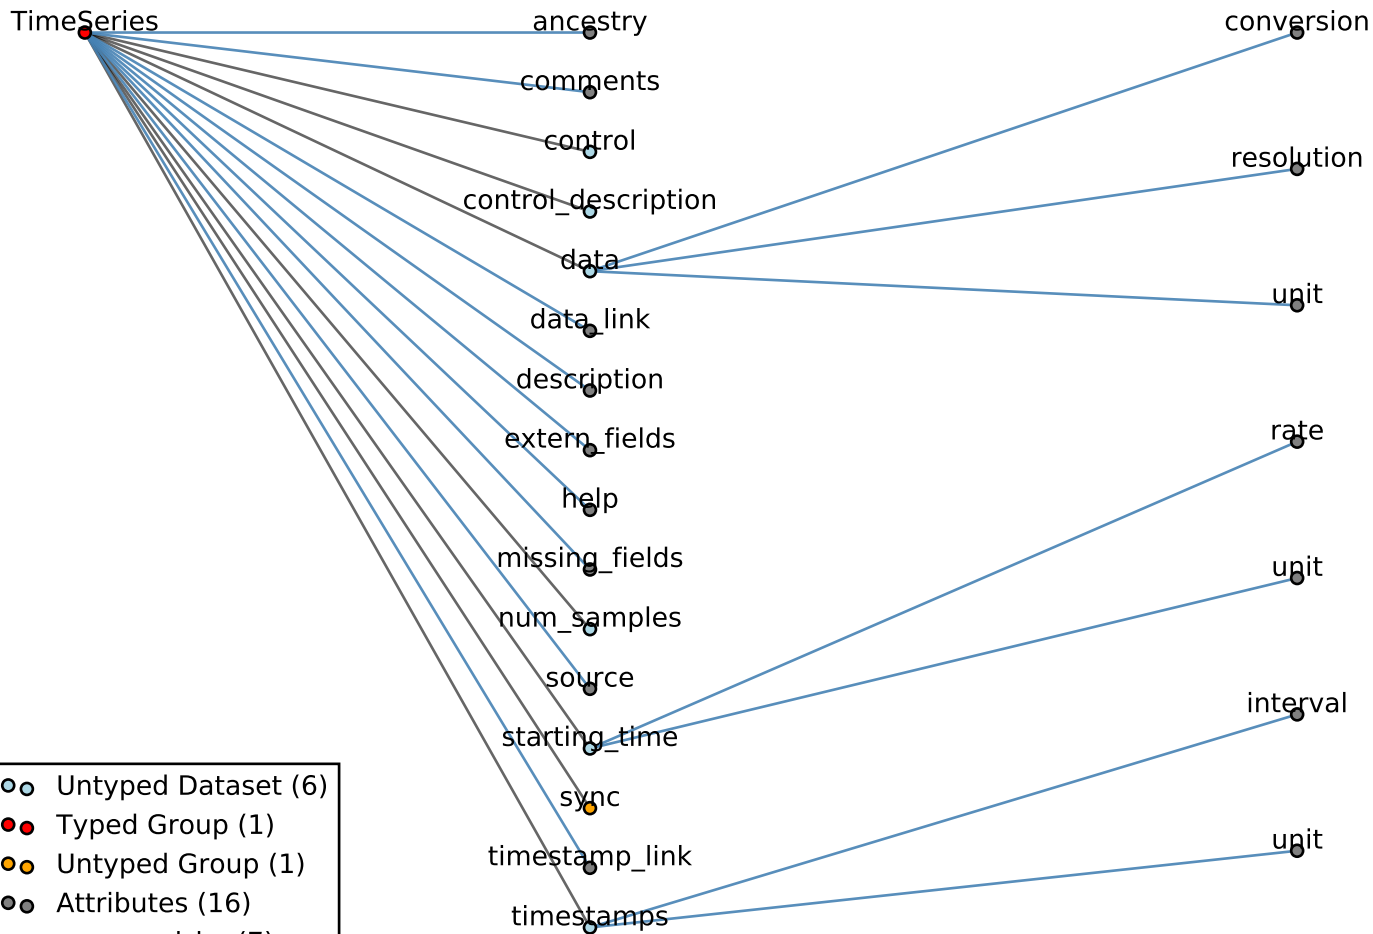 TimeSeries
ancestry
conversion
comments
control
resolution
control_description
data
unit
data_link
description
extern_fields
rate
help
missing_fields
unit
num_samples
source
interval
starting_time
sync
unit
timestamp_link
timestamps
Untyped Dataset (6)
Typed Group (1)
Untyped Group (1)
Attributes (16)